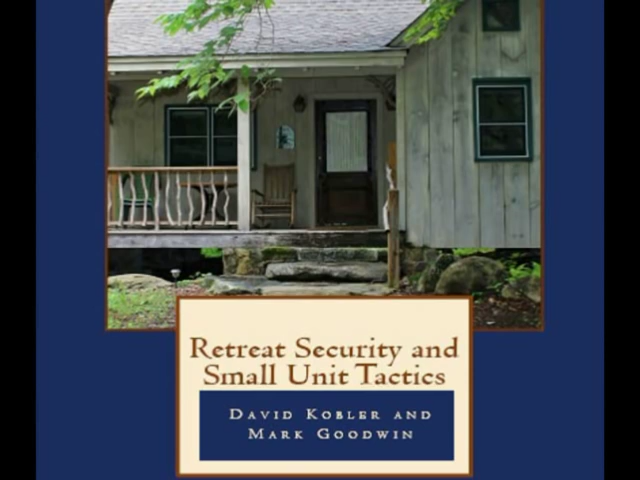 Retreat Security and
Small Unit Tactics
David Kobler and
Mark Goodwin